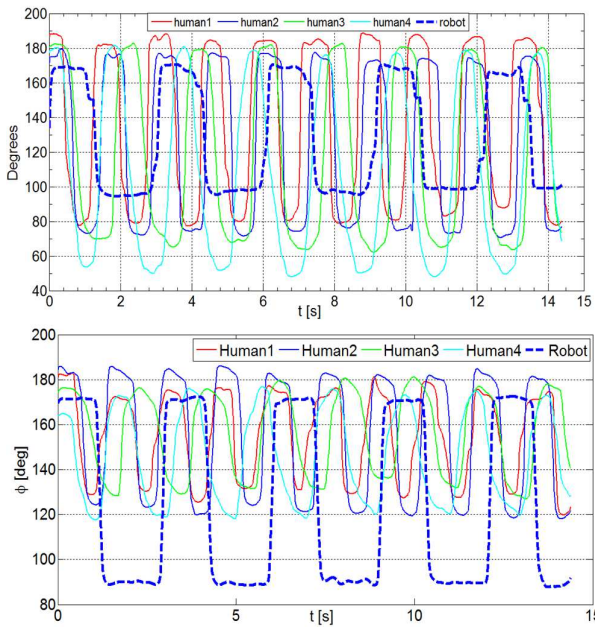 human1 human2 human3 human4 robot
200
180
160
140
120
100
80
60
40
Degrees
0 2 4 6 8 10 12 14 15
t [s]
Human1 Human2 Human3 Human4 Robot
200
180
160
140
120
100
80
ϕ [deg]
0 5 10 15
t [s]